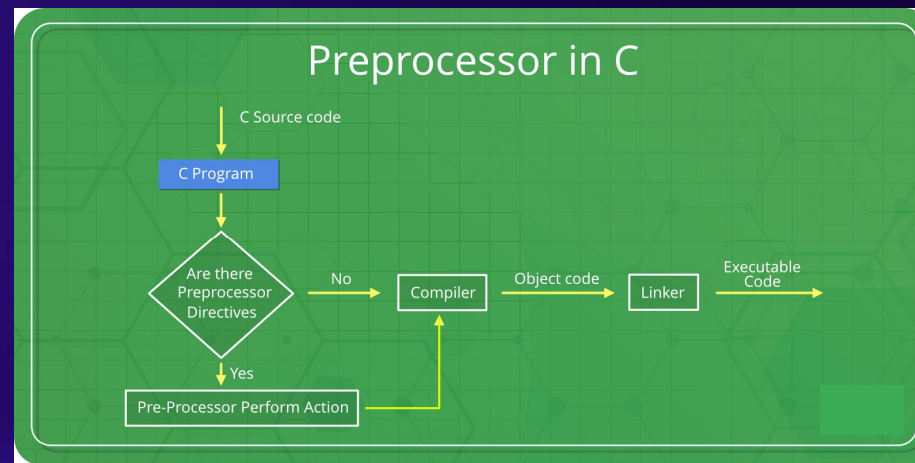 Preprocessor in C
C Source code
C Program
Are there
Preprocessor
Directives
No
Compiler
Object code
Linker
Executable
Code
Yes
Pre-Processor Perform Action